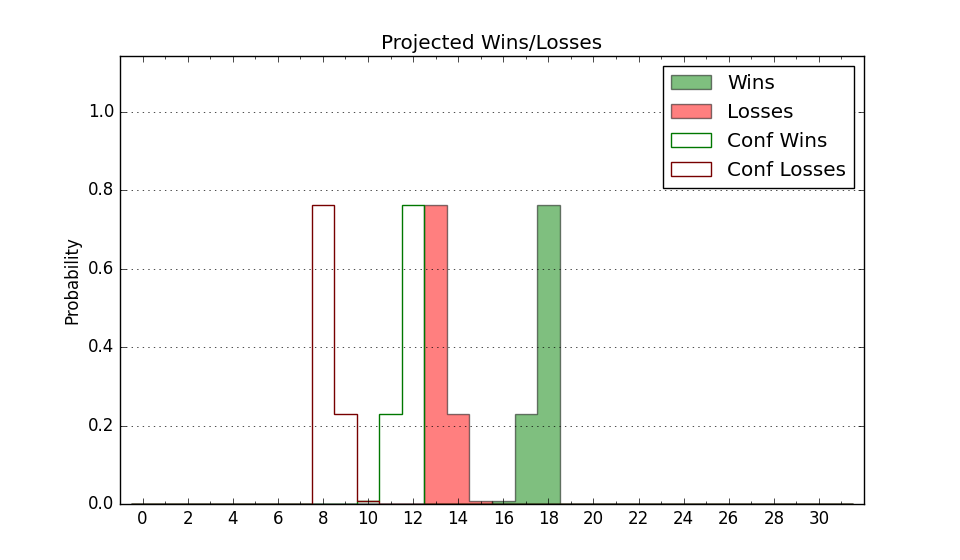 Projected Wins/Losses
Wins
Losses
Conf Wins
Conf Losses
Probability
1.0
0.8
0.6
0.4
0.2
0.0
0 2 4 6 8 10 12 14 16 18 20 22 24 26 28 30